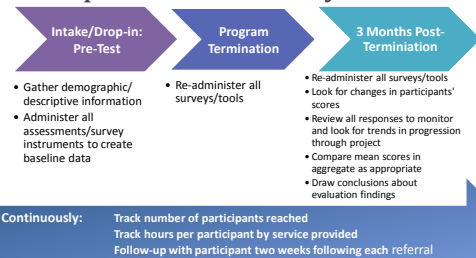 Intake/Drop-in:
Pre-Test
Program
Termination
3 Months Post-
Terminiation
• Gather demographic/
descriptive information
• Administer all
assessments/survey
instruments to create
baseline data
• Re-administer all
surveys/tools
• Re-administer all surveys/tools
• Look for changes in participants'
scores
• Review all responses to monitor
and look for trends in progression
through project
• Compare mean scores in
aggregate as appropriate
• Draw conclusions about
evaluation findings
Continuously: Track number of participants reached
Track hours per participant by service provided
Follow-up with participant two weeks following each referral